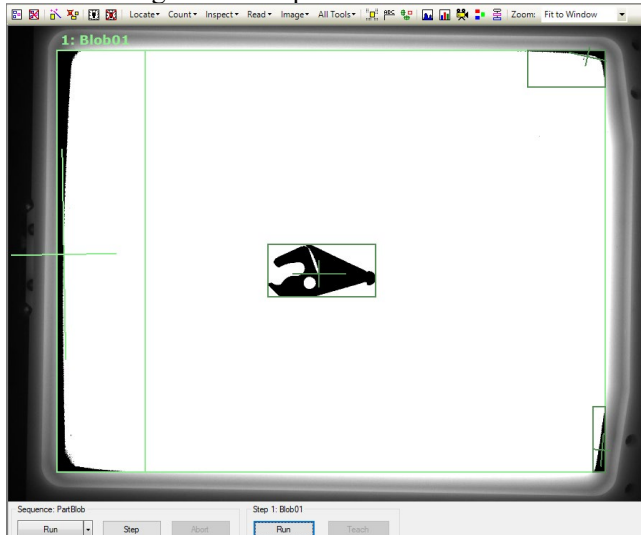 Locate Count Inspect Read Image All Tools ABC Zoom: Fit to Window
1: Blob01
Sequence: PartBlob Step 1: Blob01
Run Step Abort Run Teach